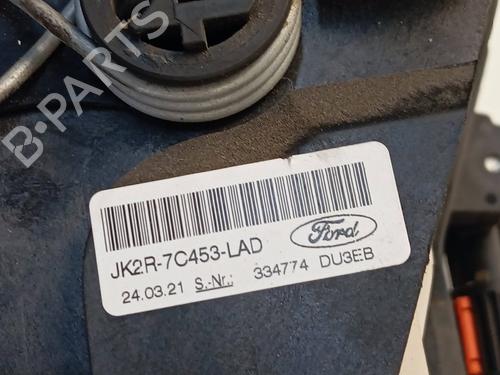 B-PARTS
JK2R-7C453-LAD
Ford
24.03.21 S.-Nr.: 334774 DU3EB